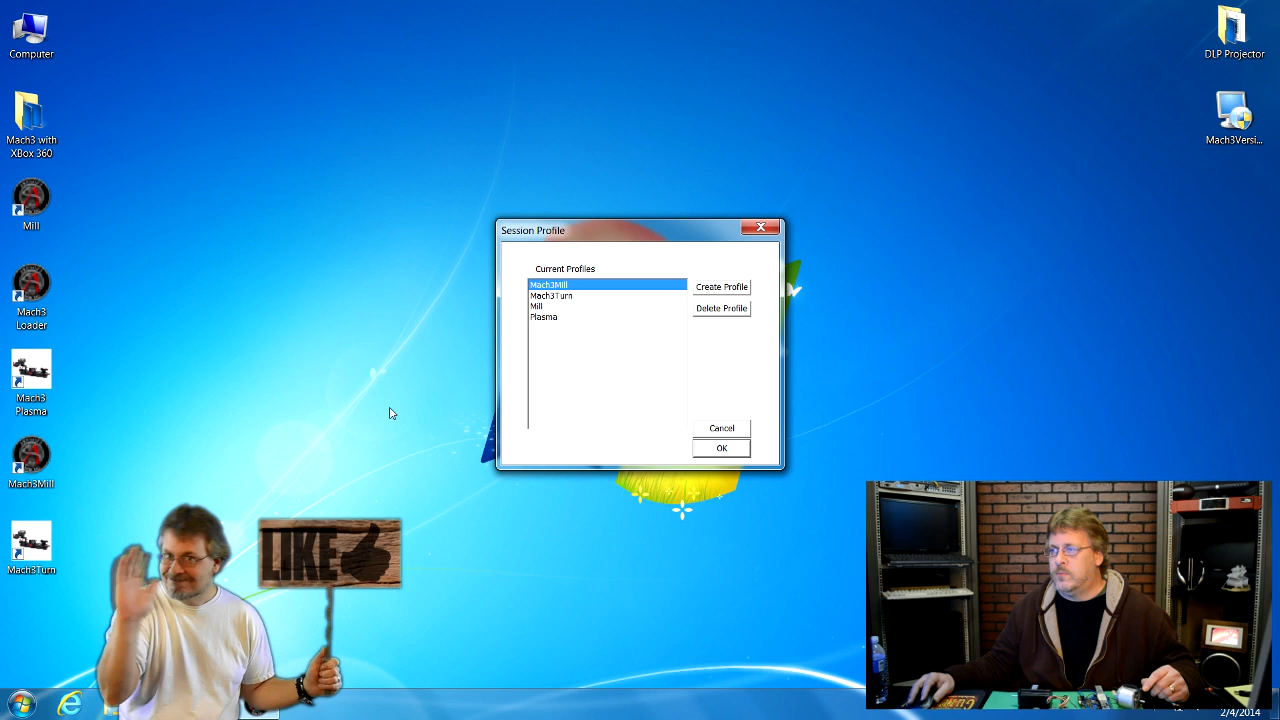 Computer
Mach3 with
XBox 360
Mill
Mach3
Loader
Mach3
Plasma
Mach3Mill
Mach3Turn
DLP Projector
Mach3Versi...
Session Profile
Current Profiles
Mach3Mill
Mach3Turn
Mill
Plasma
Create Profile
Delete Profile
Cancel
OK
LIKE
2/4/2014